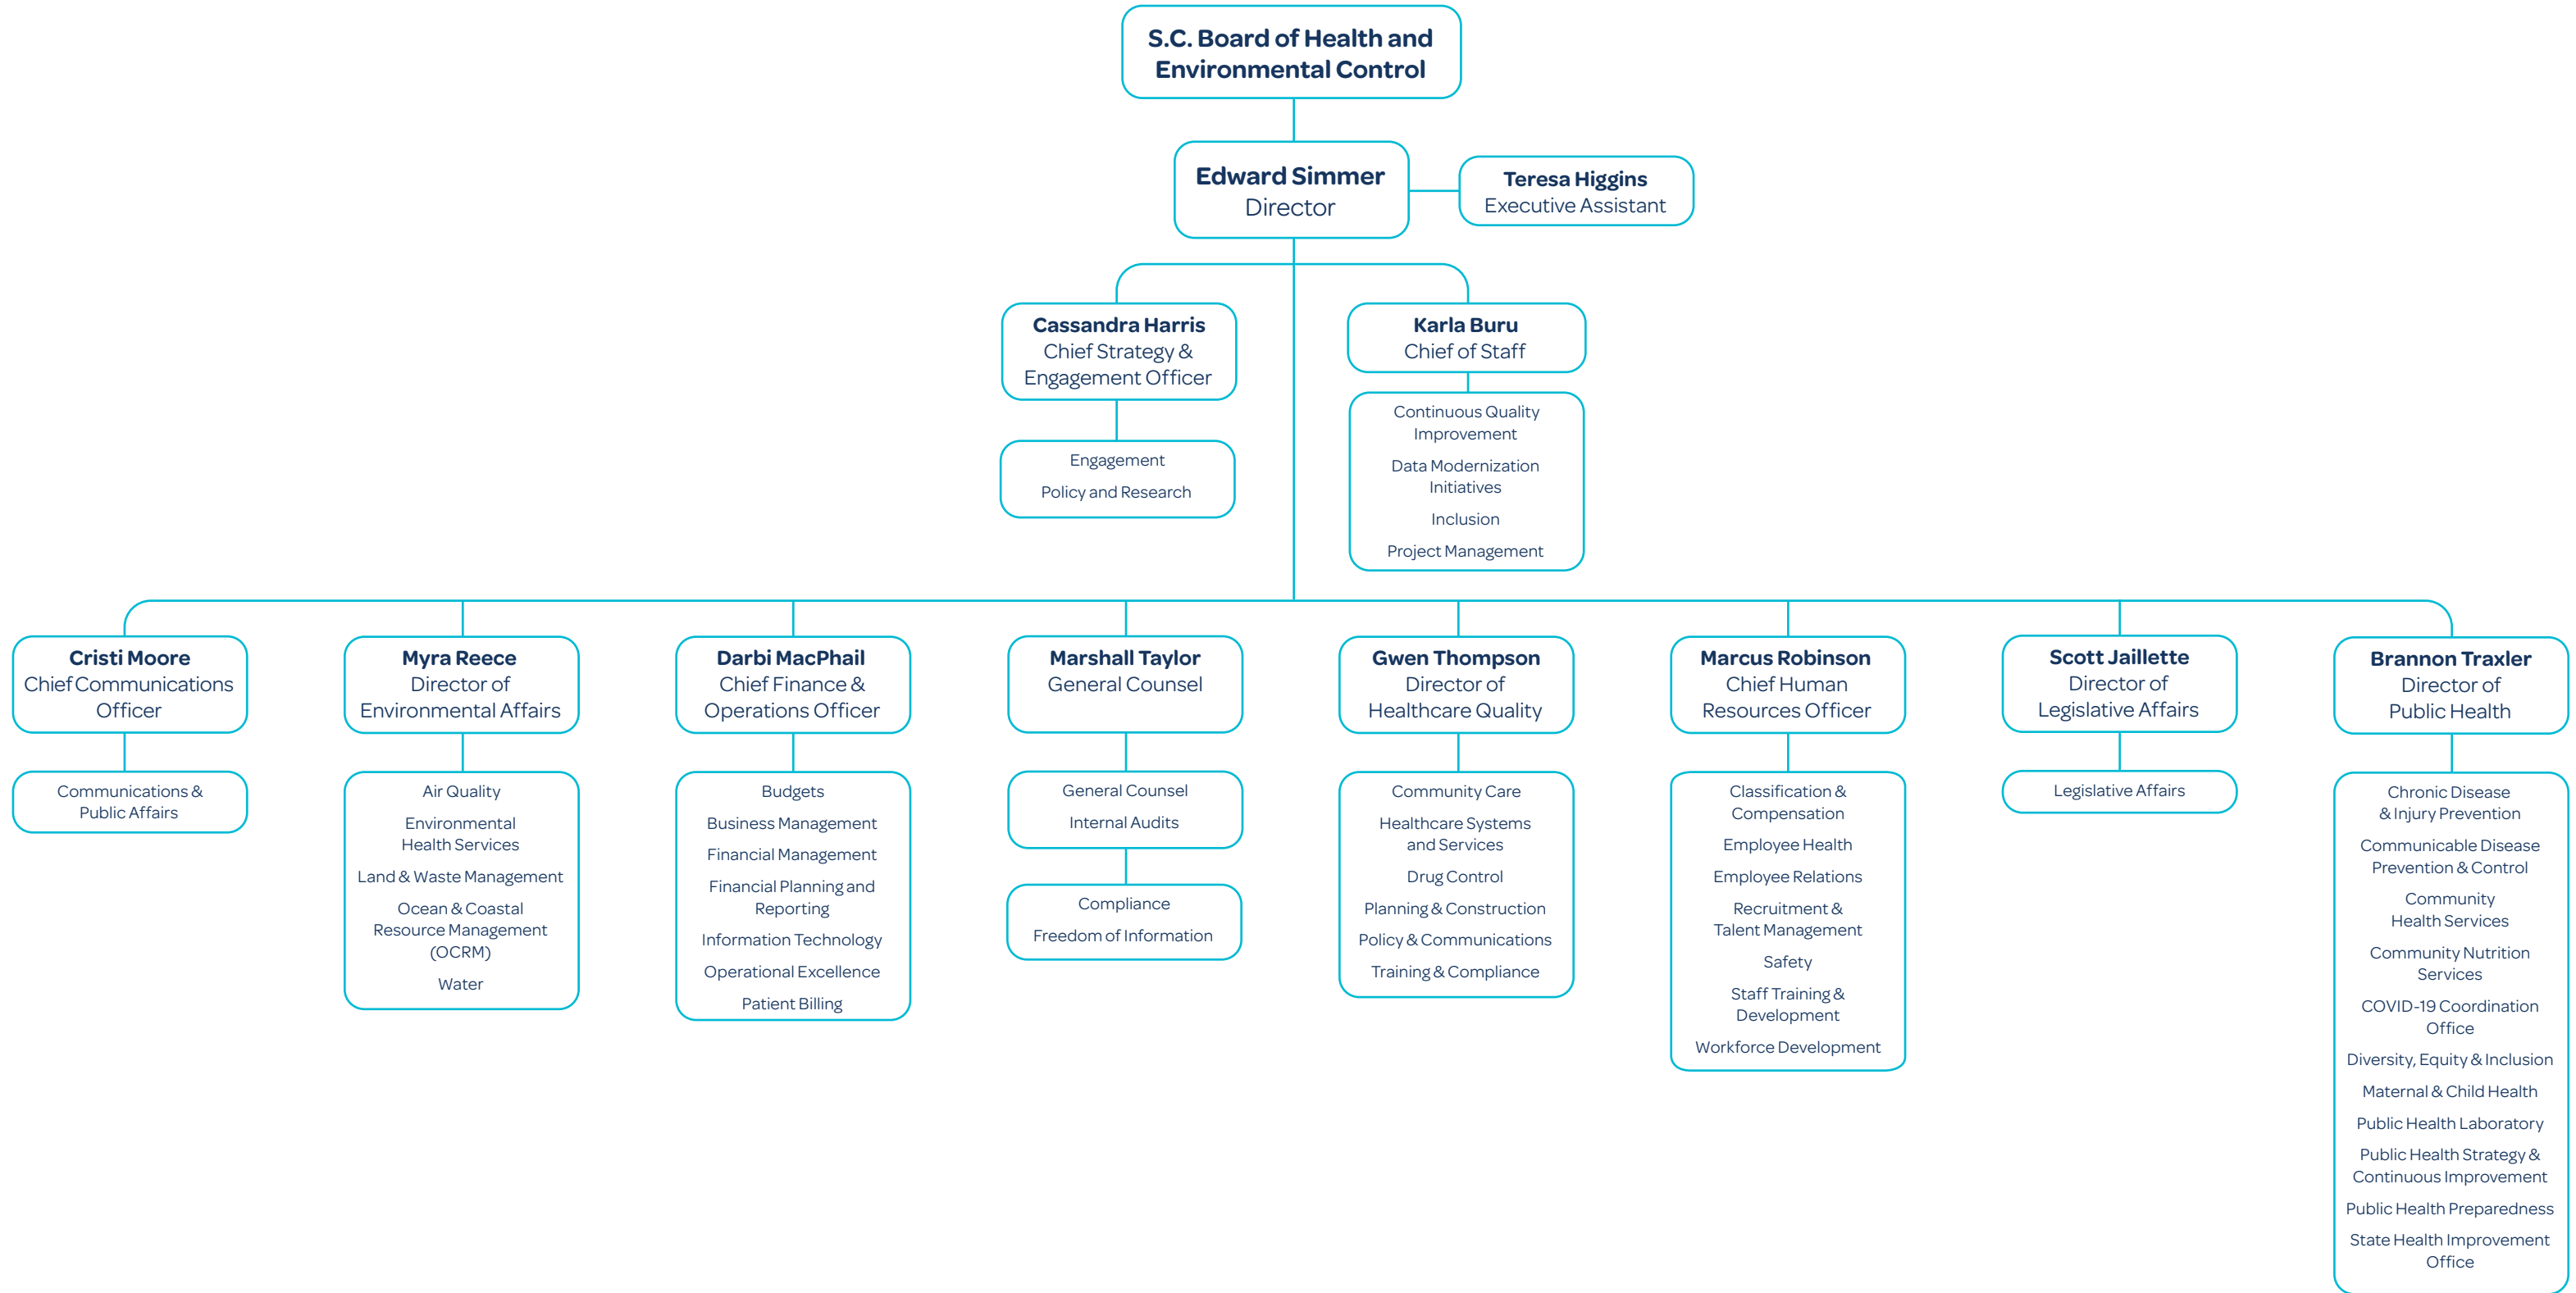 S.C. Board of Health and
Environmental Control
Edward Simmer
Director
Teresa Higgins
Executive Assistant
Cassandra Harris
Chief Strategy &
Engagement Officer
Engagement
Policy and Research
Karla Buru
Chief of Staff
Continuous Quality
Improvement
Data Modernization
Initiatives
Inclusion
Project Management
Cristi Moore
Chief Communications
Officer
Communications &
Public Affairs
Myra Reece
Director of
Environmental Affairs
Air Quality
Environmental
Health Services
Land & Waste Management
Ocean & Coastal
Resource Management
(OCRM)
Water
Darbi MacPhail
Chief Finance &
Operations Officer
Budgets
Business Management
Financial Management
Financial Planning and
Reporting
Information Technology
Operational Excellence
Patient Billing
Marshall Taylor
General Counsel
General Counsel
Internal Audits
Compliance
Freedom of Information
Gwen Thompson
Director of
Healthcare Quality
Community Care
Healthcare Systems
and Services
Drug Control
Planning & Construction
Policy & Communications
Training & Compliance
Marcus Robinson
Chief Human
Resources Officer
Classification &
Compensation
Employee Health
Employee Relations
Recruitment &
Talent Management
Safety
Staff Training &
Development
Workforce Development
Scott Jaillette
Director of
Legislative Affairs
Legislative Affairs
Brannon Traxler
Director of
Public Health
Chronic Disease
& Injury Prevention
Communicable Disease
Prevention & Control
Community
Health Services
Community Nutrition
Services
COVID-19 Coordination
Office
Diversity, Equity & Inclusion
Maternal & Child Health
Public Health Laboratory
Public Health Strategy &
Continuous Improvement
Public Health Preparedness
State Health Improvement
Office